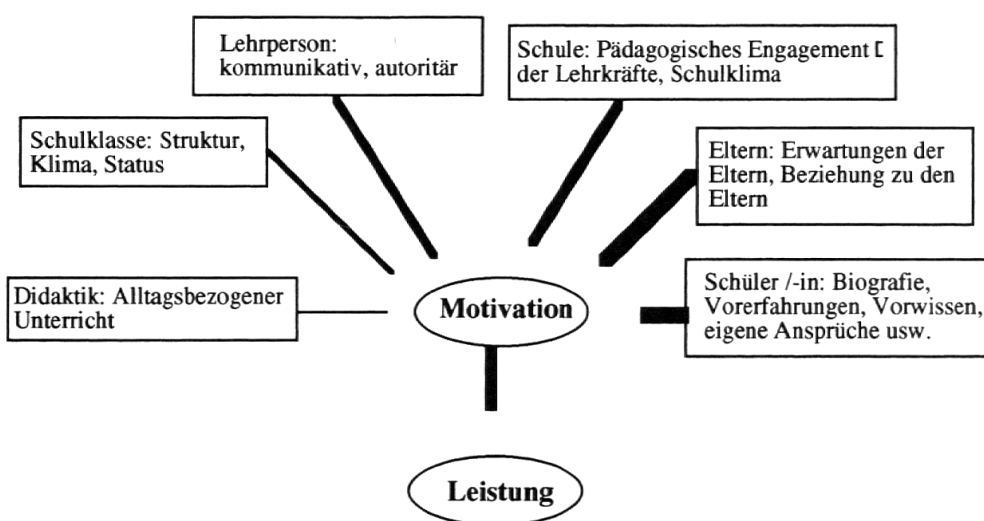 Lehrperson:
kommunikativ, autoritär
Schule: Pädagogisches Engagement
der Lehrkräfte, Schulklima
Schulklasse: Struktur,
Klima, Status
Eltern: Erwartungen der
Eltern, Beziehung zu den
Eltern
Didaktik: Alltagsbezogener
Unterricht
Motivation
Schüler /-in: Biografie,
Vorerfahrungen, Vorwissen,
eigene Ansprüche usw.
Leistung